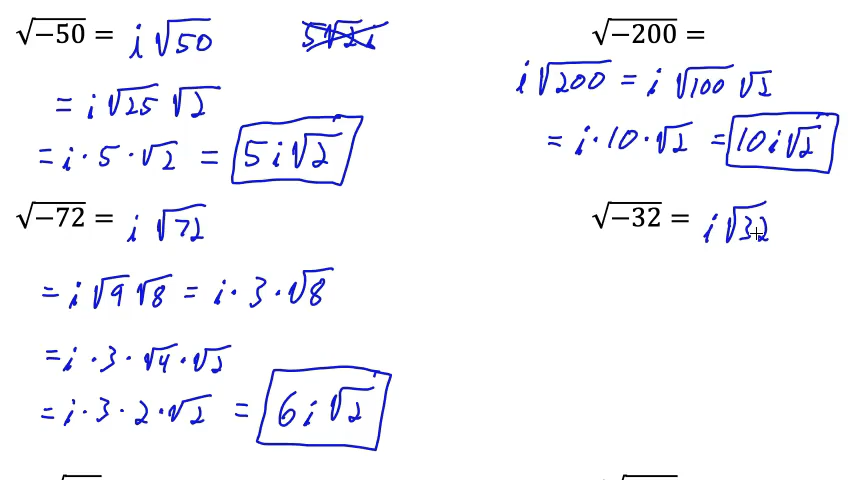 √−50 = i√50 5√2 i
= i√25 √2
= i · 5 · √2 = 5i√2
√−200 =
i√200 = i√100 √2
= i · 10 · √2 = 10i√2
√−72 = i√72
= i√9 √8 = i · 3 · √8
= i · 3 · √4 · √2
= i · 3 · 2 · √2 = 6i√2
√−32 = i√32